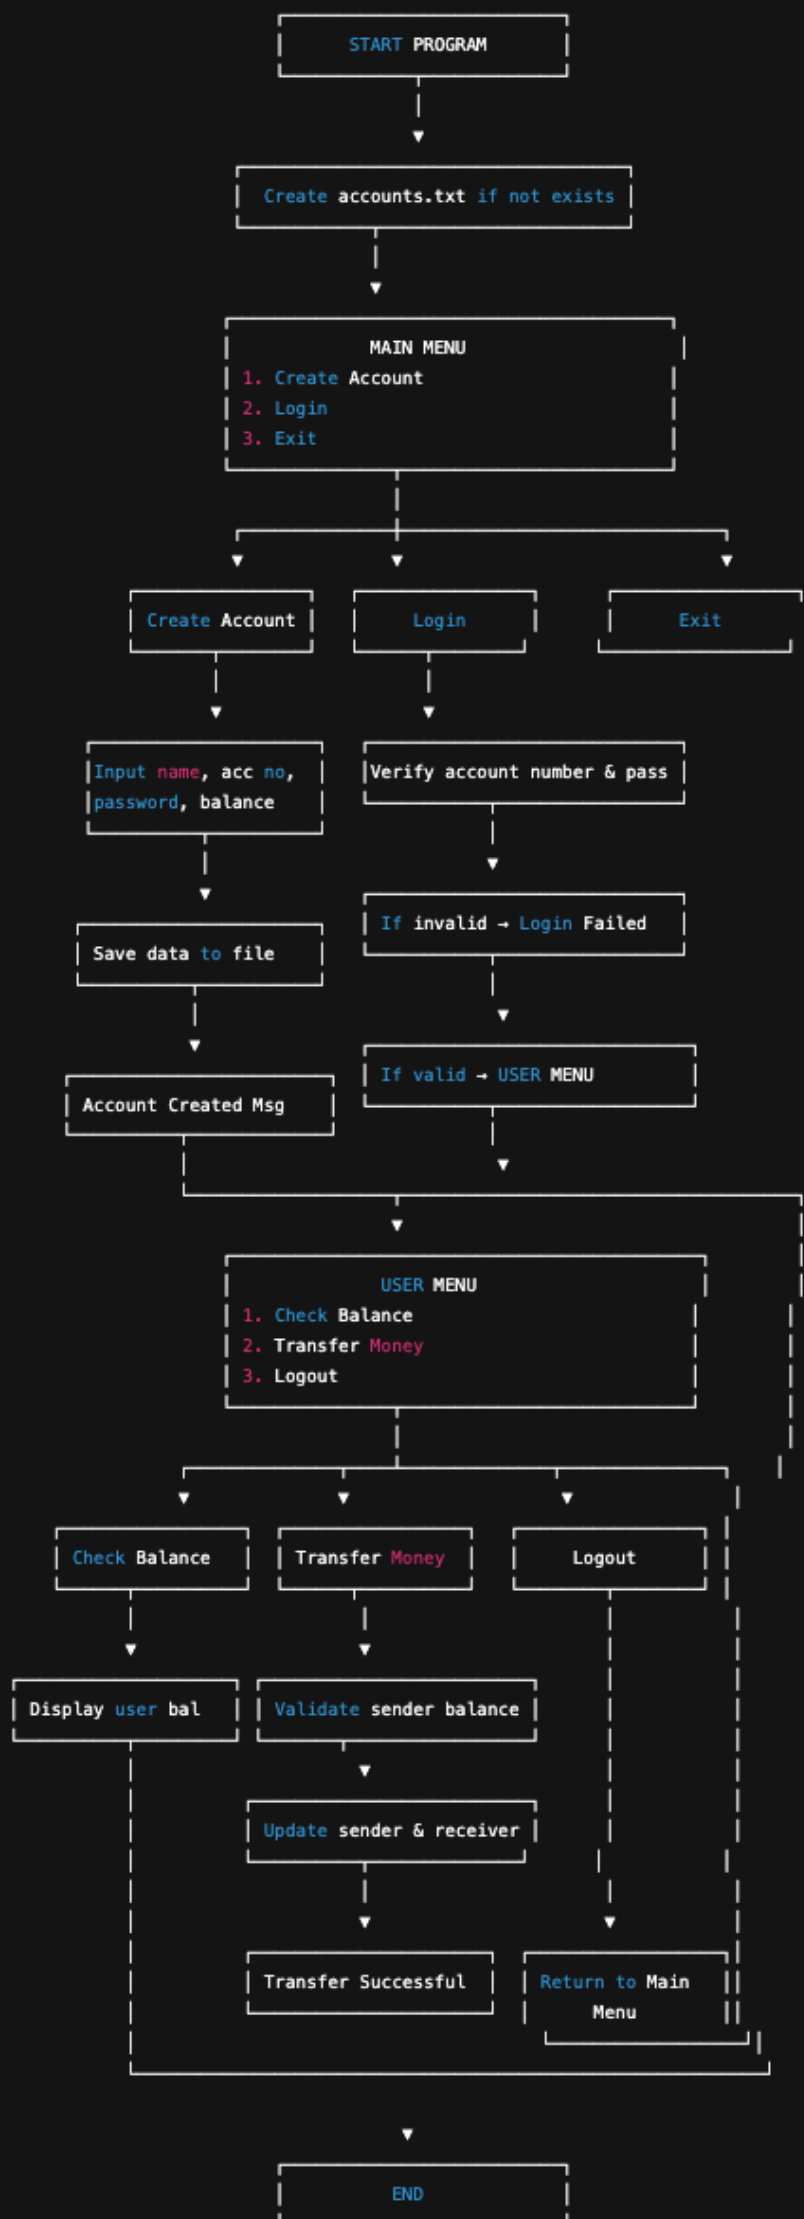 START PROGRAM
Create accounts.txt if not exists
MAIN MENU
1. Create Account
2. Login
3. Exit
Create Account
Login
Exit
Input name, acc no,
password, balance
Verify account number & pass
Save data to file
If invalid → Login Failed
Account Created Msg
If valid → USER MENU
USER MENU
1. Check Balance
2. Transfer Money
3. Logout
Check Balance
Transfer Money
Logout
Display user bal
Validate sender balance
Update sender & receiver
Transfer Successful
Return to Main
Menu
END